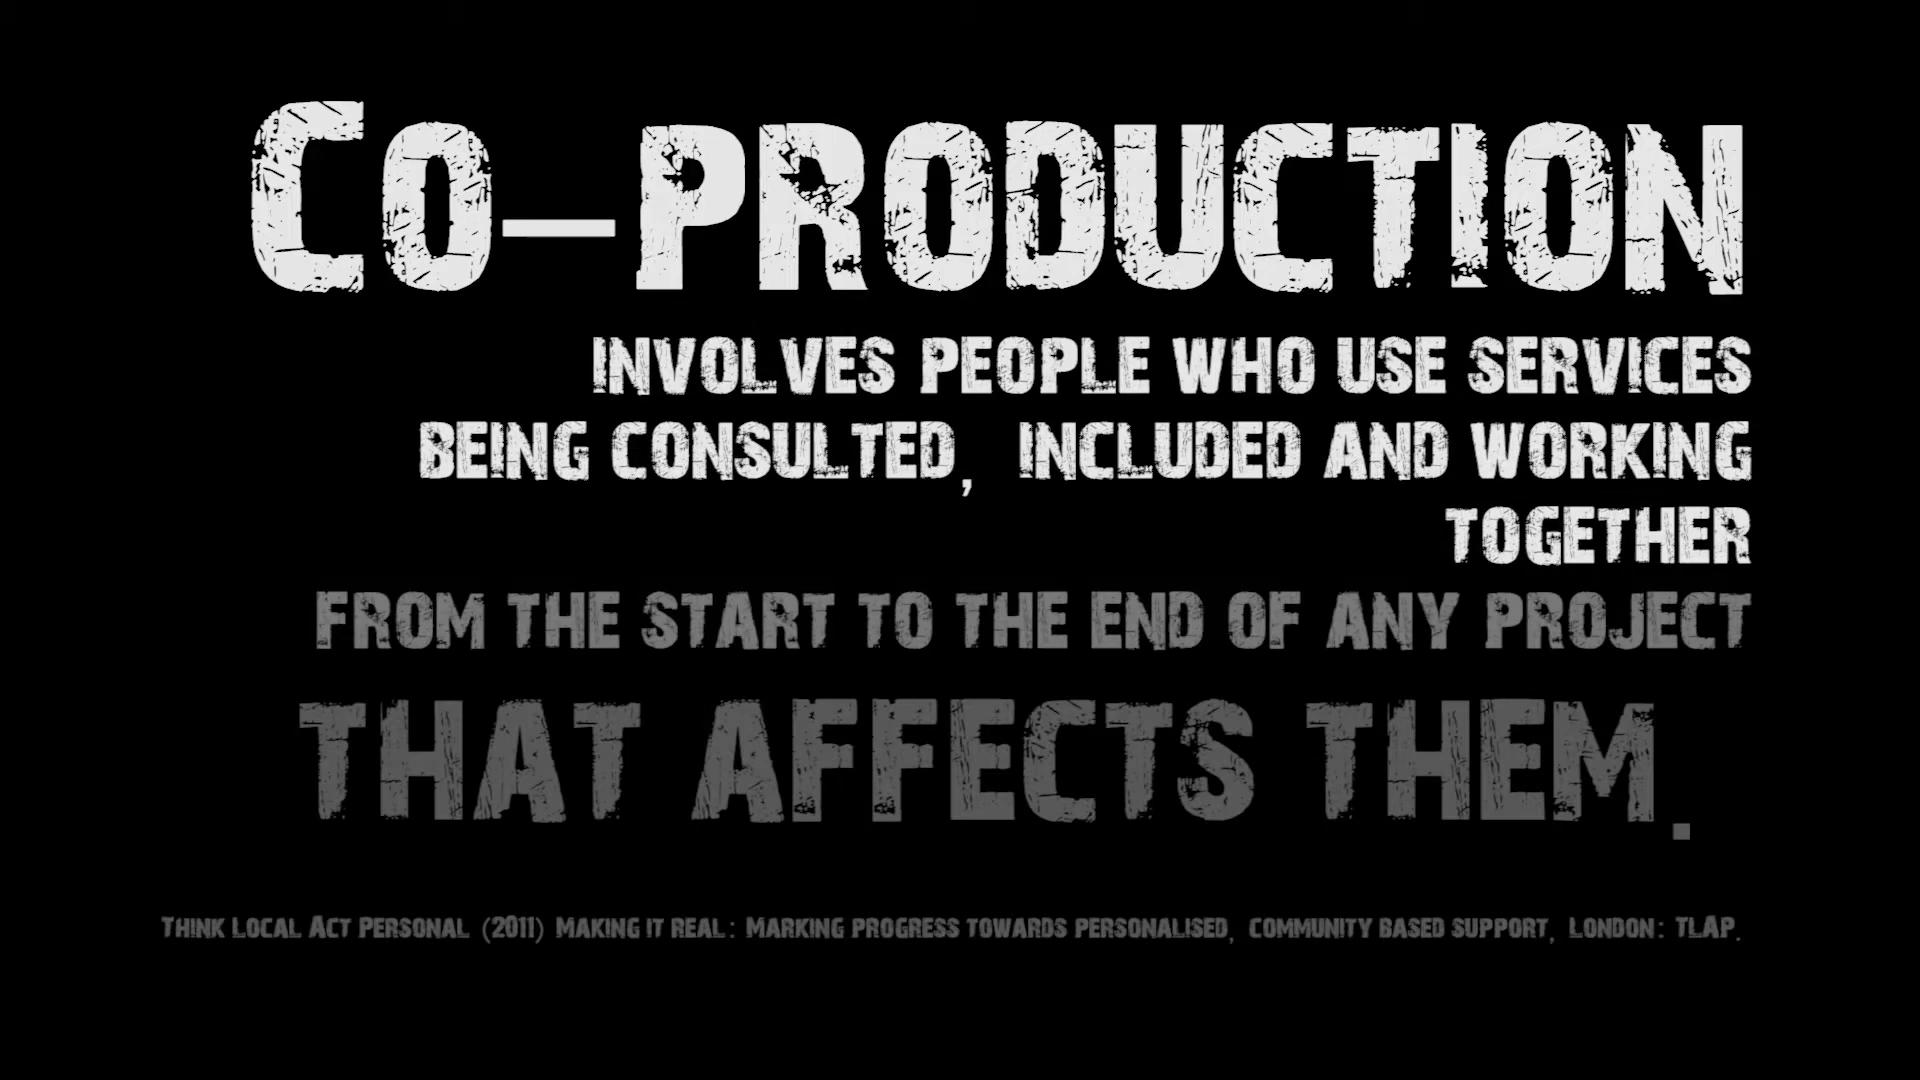 Co-production
involves people who use services
being consulted, included and working
together
from the start to the end of any project
that affects them.
Think Local Act Personal (2011) Making it real: Marking progress towards personalised, community based support, London: TLAP.